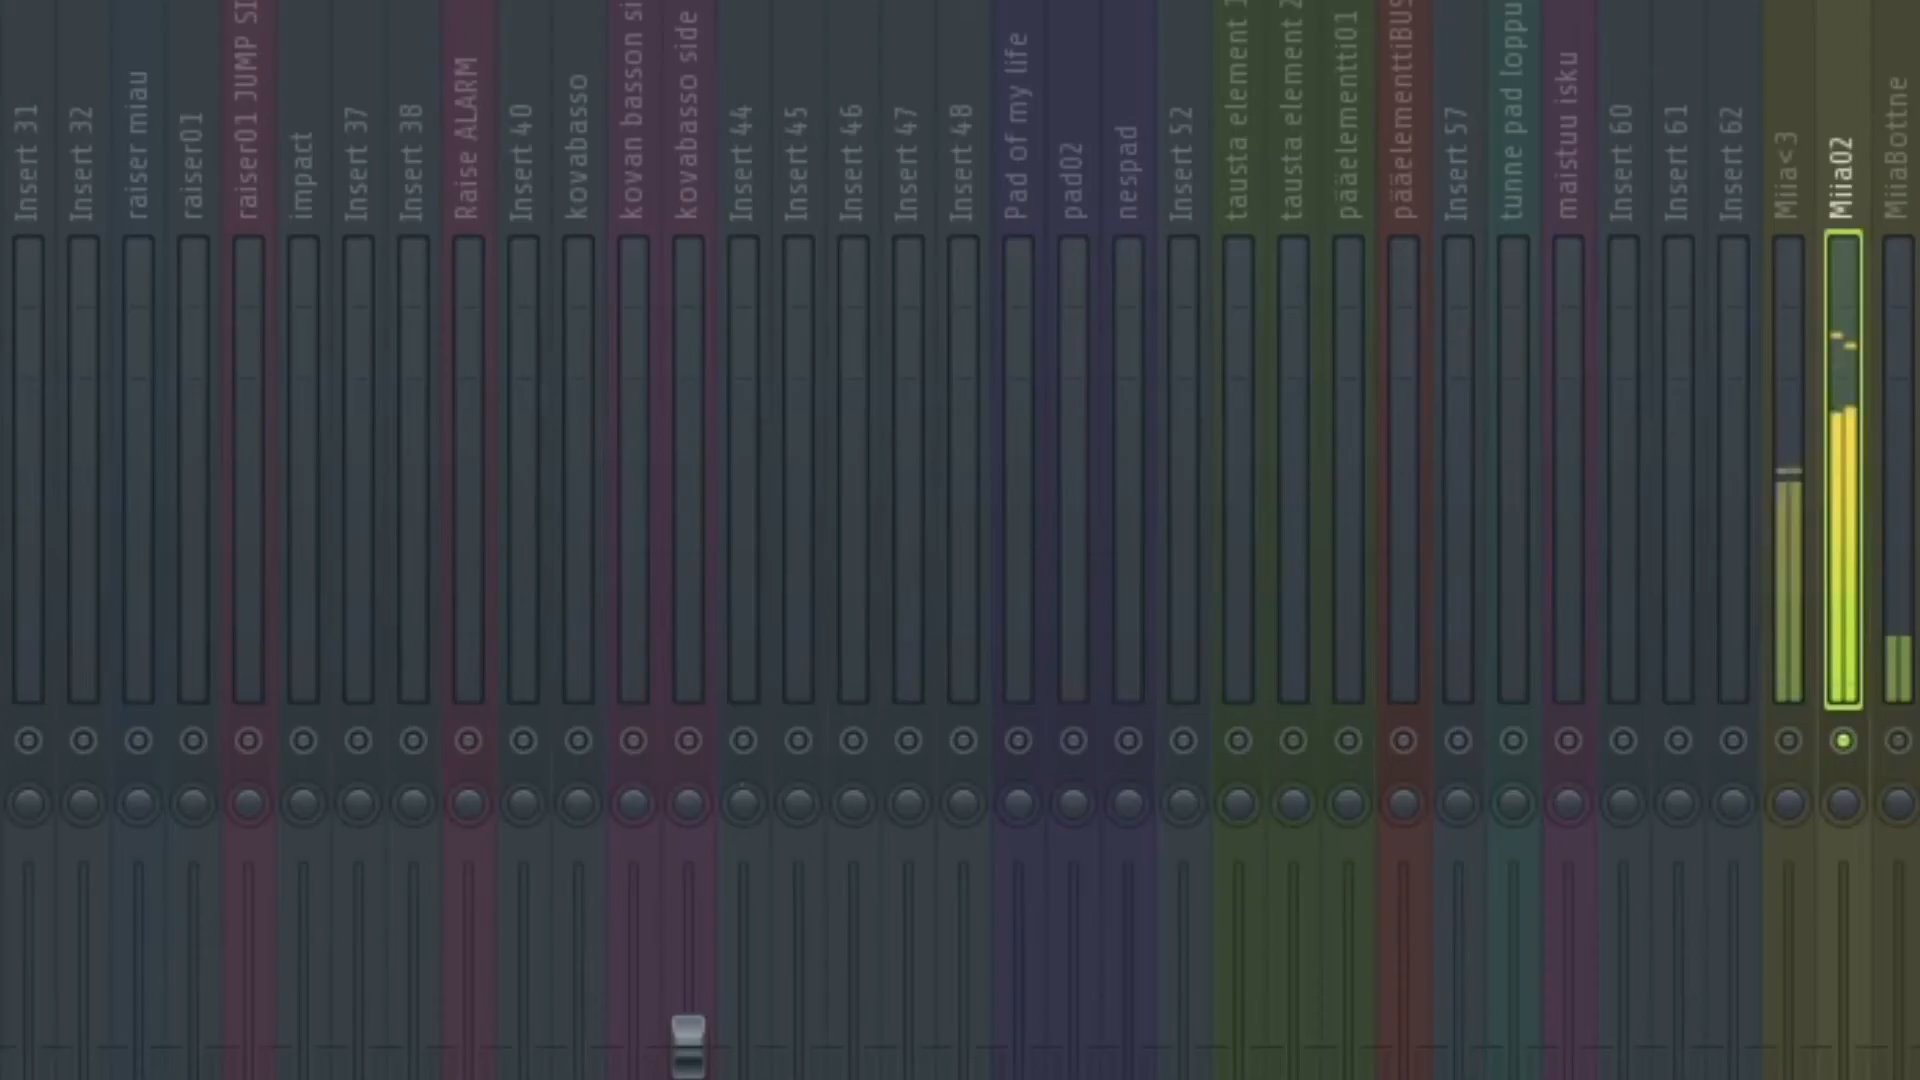 Insert 31
Insert 32
raiser miau
raiser01
raiser01 JUMP
impact
Insert 37
Insert 38
Raise ALARM
Insert 40
kovabasso
kovan basson
kovabasso side
Insert 44
Insert 45
Insert 46
Insert 47
Insert 48
Pad of my life
pad02
nespad
Insert 52
tausta element
tausta element 2
pääelementti01
pääelementtiBUS
Insert 57
tunne pad loppu
maistuu isku
Insert 60
Insert 61
Insert 62
Miia<3
Miia02
MiiaBottne